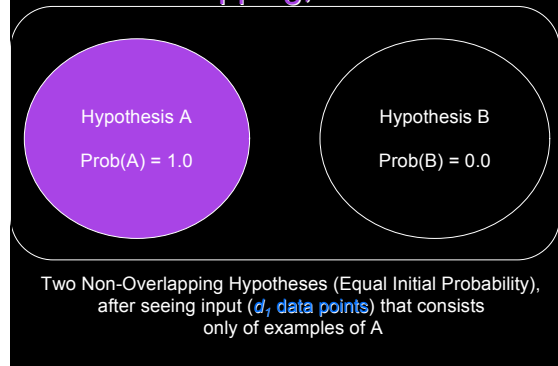 Hypothesis A
Prob(A) = 1.0
Hypothesis B
Prob(B) = 0.0
Two Non-Overlapping Hypotheses (Equal Initial Probability),
after seeing input (d₁ data points) that consists
only of examples of A